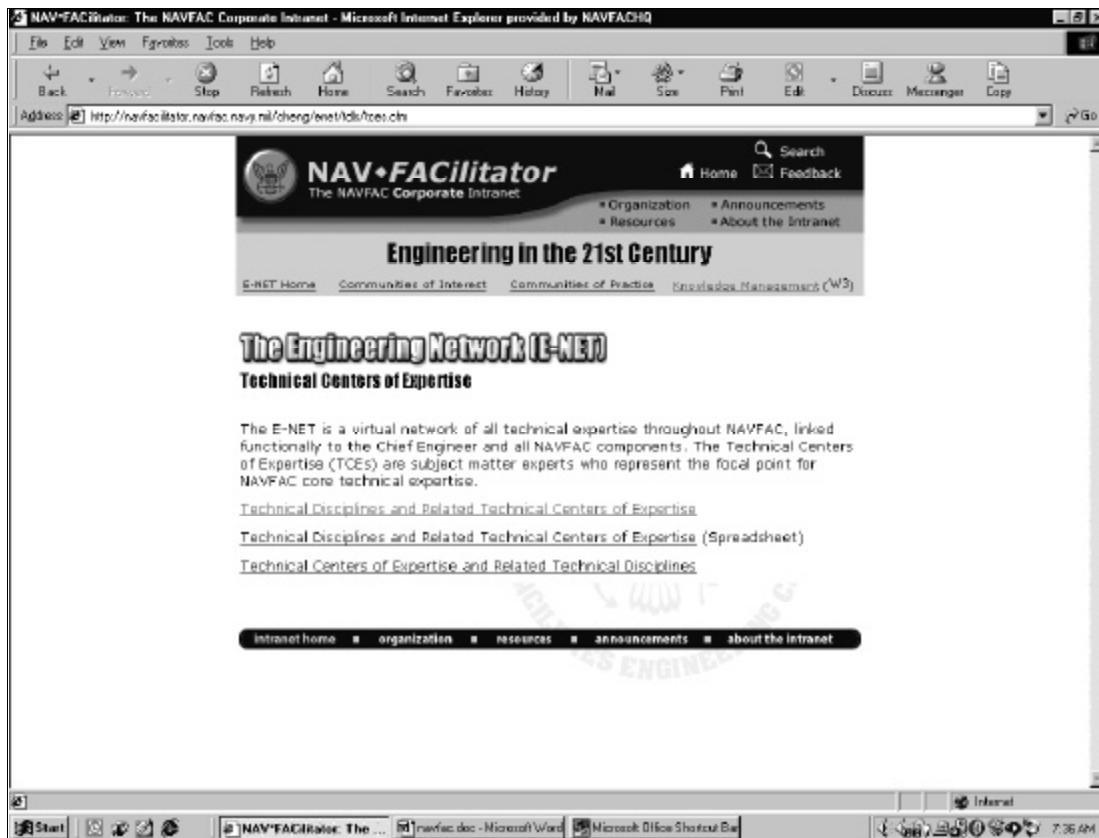 NAV*FACilitator: The NAVFAC Corporate Intranet - Microsoft Internet Explorer provided by NAVFACHQ
File Edit View Favorites Tools Help
Back Forward Stop Refresh Home Search Favorites History Mail Size Print Edit Discuss Messenger Copy
Address http://navfacilitator.navfac.navy.mil/cheng/enet/tcls/tces.cfm Go
Search
NAV•FACilitator Home Feedback
The NAVFAC Corporate Intranet
Organization Announcements
Resources About the Intranet
Engineering in the 21st Century
E-NET Home Communities of Interest Communities of Practice Knowledge Management (W3)
The Engineering Network (E-NET)
Technical Centers of Expertise
The E-NET is a virtual network of all technical expertise throughout NAVFAC, linked
functionally to the Chief Engineer and all NAVFAC components. The Technical Centers
of Expertise (TCEs) are subject matter experts who represent the focal point for
NAVFAC core technical expertise.
Technical Disciplines and Related Technical Centers of Expertise
Technical Disciplines and Related Technical Centers of Expertise (Spreadsheet)
Technical Centers of Expertise and Related Technical Disciplines
intranet home ■ organization ■ resources ■ announcements ■ about the intranet
ES ENGINEE
Internet
Start NAV*FACilitator: The ... navfac.doc - Microsoft Word Microsoft Office Shortcut Bar 7:36 AM